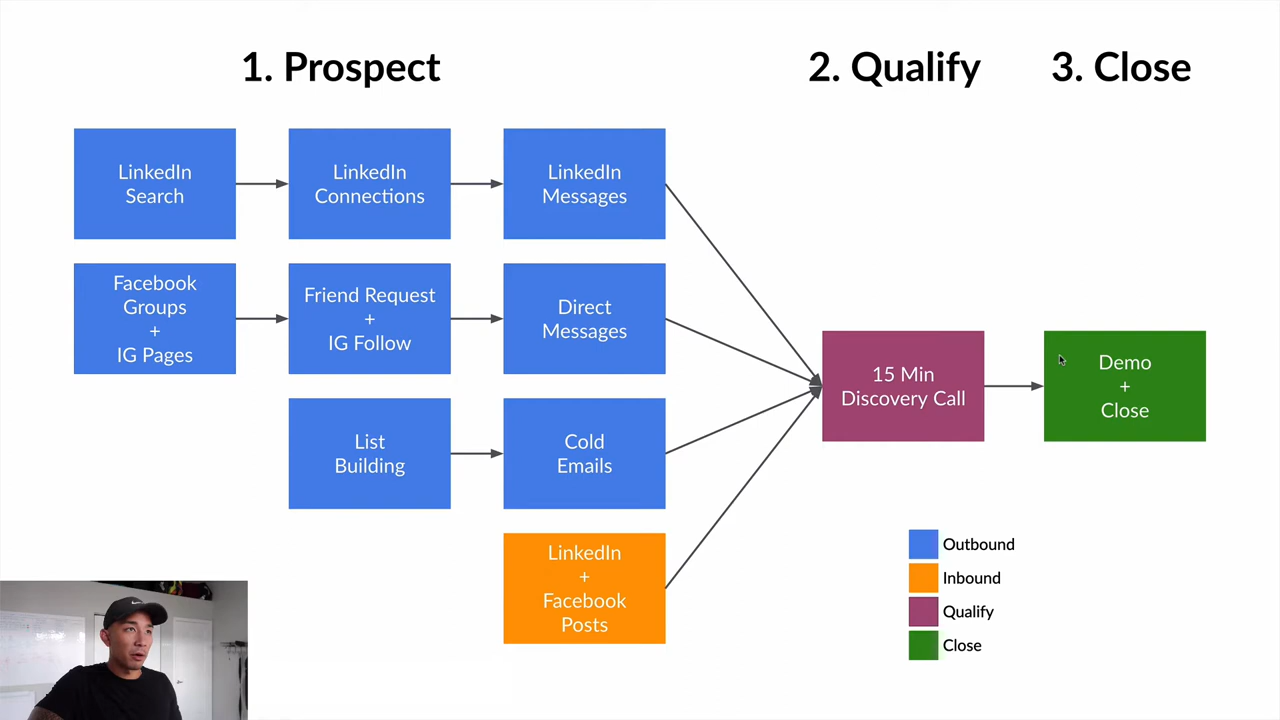 1. Prospect
2. Qualify
3. Close
LinkedIn
Search
LinkedIn
Connections
LinkedIn
Messages
Facebook
Groups
+
IG Pages
Friend Request
+
IG Follow
Direct
Messages
15 Min
Discovery Call
Demo
+
Close
List
Building
Cold
Emails
LinkedIn
+
Facebook
Posts
Outbound
Inbound
Qualify
Close